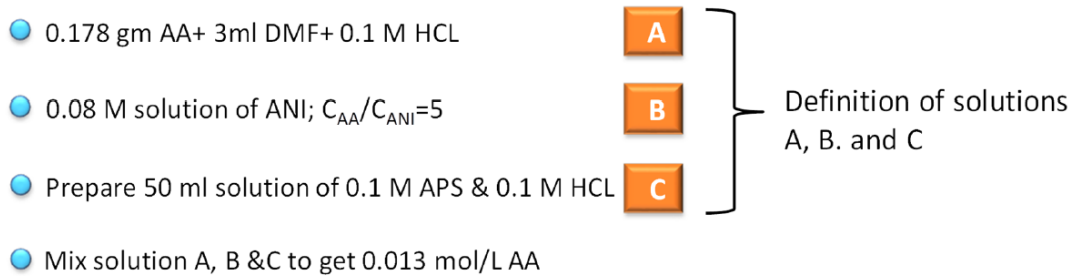 0.178 gm AA+ 3ml DMF+ 0.1 M HCL A
0.08 M solution of ANI; CAA/CANI=5 B
Prepare 50 ml solution of 0.1 M APS & 0.1 M HCL C
Mix solution A, B &C to get 0.013 mol/L AA
Definition of solutions
A, B. and C